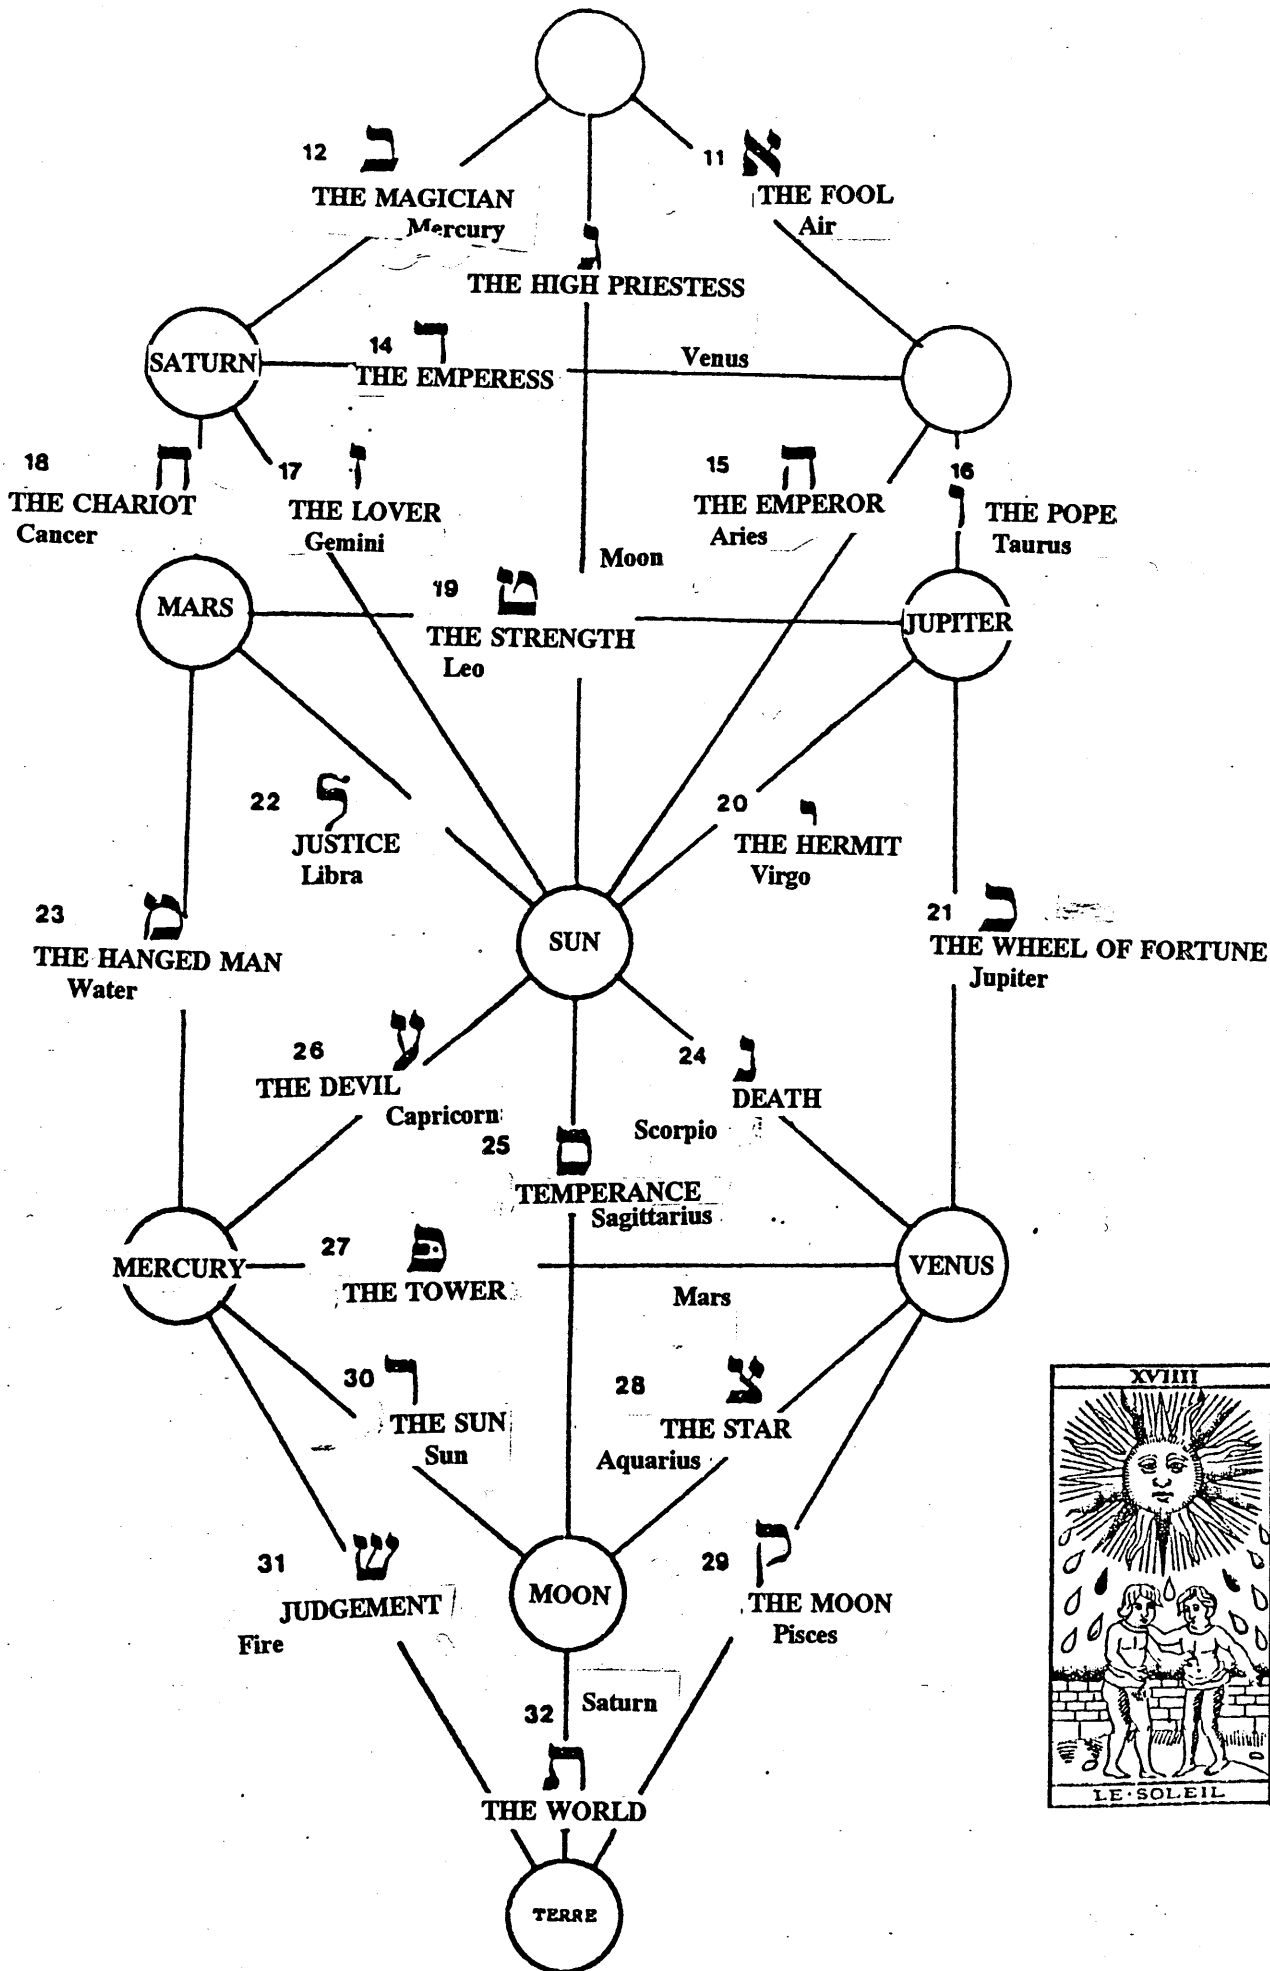 12 ב
11 א
THE MAGICIAN
Mercury
THE FOOL
Air
ג
THE HIGH PRIESTESS
14 ד
THE EMPERESS
Venus
SATURN
18 ח
THE CHARIOT
Cancer
17 ז
THE LOVER
Gemini
15 ה
THE EMPEROR
Aries
16
ו
THE POPE
Taurus
Moon
MARS
19 ט
THE STRENGTH
Leo
JUPITER
22 ל
JUSTICE
Libra
20 י
THE HERMIT
Virgo
23 מ
THE HANGED MAN
Water
SUN
21 כ
THE WHEEL OF FORTUNE
Jupiter
26 ע
THE DEVIL
Capricorn
24 נ
DEATH
Scorpio
25 ס
TEMPERANCE
Sagittarius
MERCURY
27 פּ
THE TOWER
Mars
VENUS
30 ר
THE SUN
Sun
28 צ
THE STAR
Aquarius
XVIIII
LE·SOLEIL
31 ש
JUDGEMENT
Fire
MOON
29 ק
THE MOON
Pisces
Saturn
32
ת
THE WORLD
TERRE